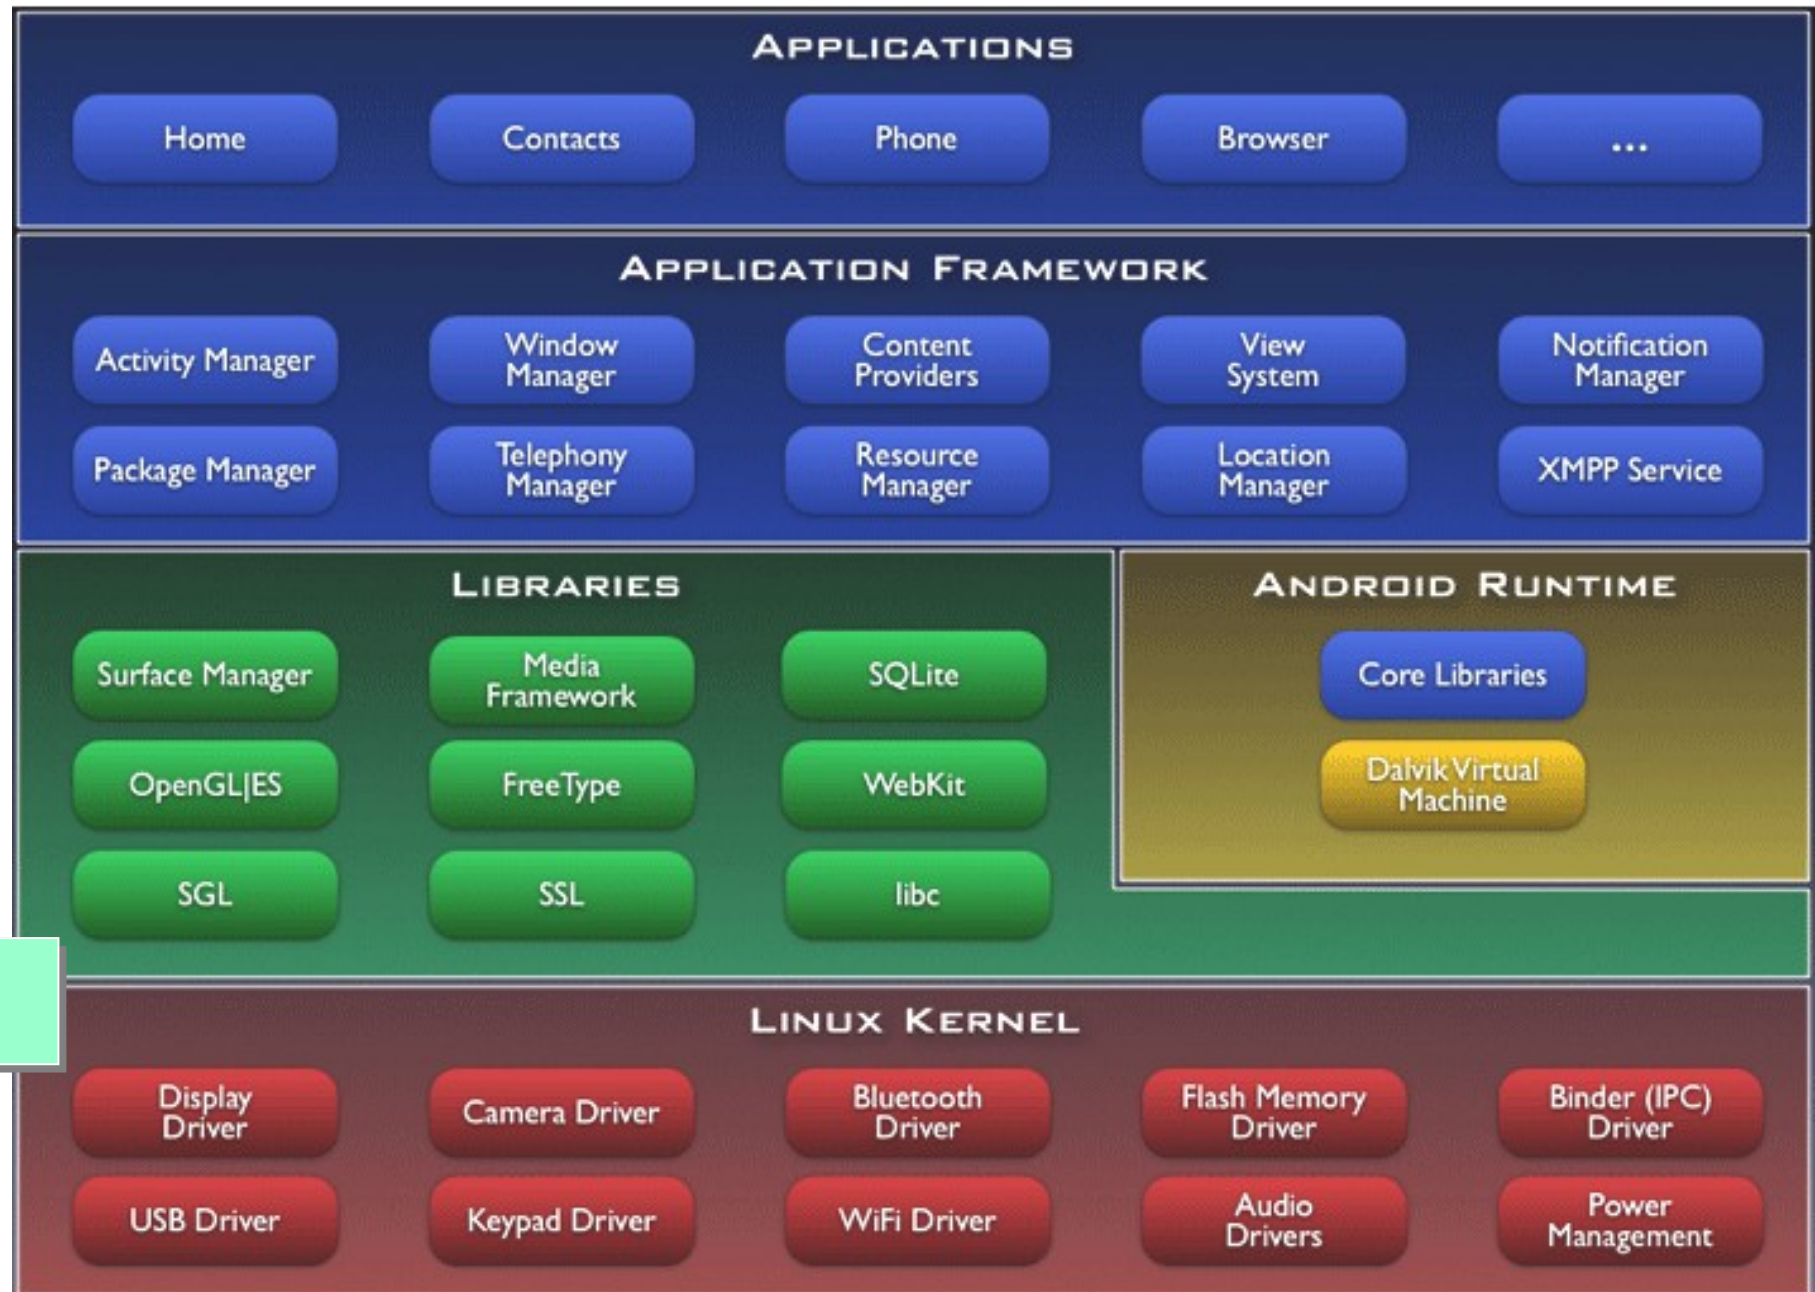 APPLICATIONS
Home
Contacts
Phone
Browser
...
APPLICATION FRAMEWORK
Activity Manager
Window
Manager
Content
Providers
View
System
Notification
Manager
Package Manager
Telephony
Manager
Resource
Manager
Location
Manager
XMPP Service
LIBRARIES
Surface Manager
Media
Framework
SQLite
OpenGL|ES
FreeType
WebKit
SGL
SSL
libc
ANDROID RUNTIME
Core Libraries
Dalvik Virtual
Machine
LINUX KERNEL
Display
Driver
Camera Driver
Bluetooth
Driver
Flash Memory
Driver
Binder (IPC)
Driver
USB Driver
Keypad Driver
WiFi Driver
Audio
Drivers
Power
Management